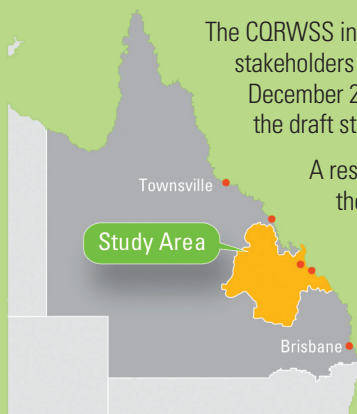 The CQRWSS in
stakeholders
December 2
the draft st
A res
the
Townsville
Study Area
Brisbane